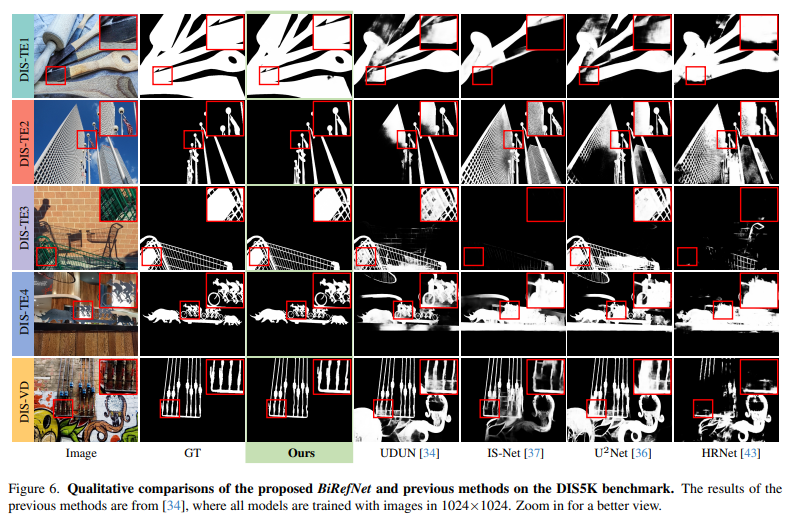 DIS-TE1
DIS-TE2
DIS-TE3
DIS-TE4
DIS-VD
Image GT Ours UDUN [34] IS-Net [37] U²Net [36] HRNet [43]
Figure 6. Qualitative comparisons of the proposed BiRefNet and previous methods on the DIS5K benchmark. The results of the
previous methods are from [34], where all models are trained with images in 1024×1024. Zoom in for a better view.